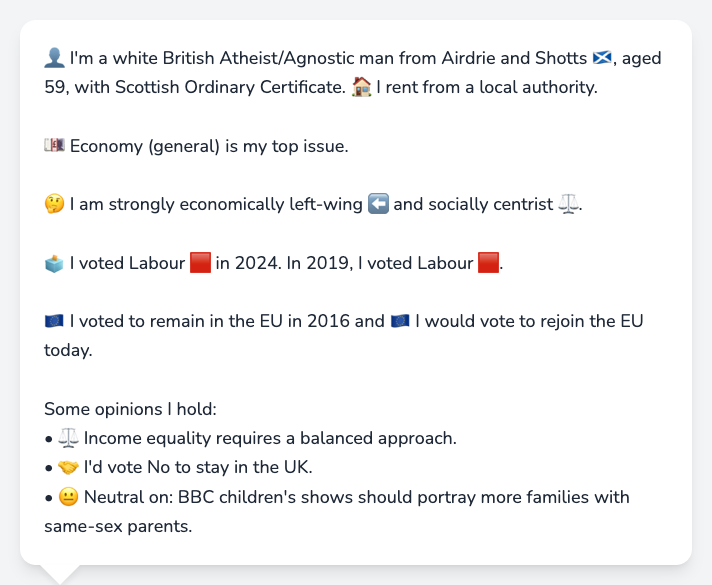 👤 I'm a white British Atheist/Agnostic man from Airdrie and Shotts 🏴󠁧󠁢󠁳󠁣󠁴󠁿, aged
59, with Scottish Ordinary Certificate. 🏠 I rent from a local authority.
💷 Economy (general) is my top issue.
🤔 I am strongly economically left-wing ⬅️ and socially centrist ⚖️.
🗳️ I voted Labour 🟥 in 2024. In 2019, I voted Labour 🟥.
🇪🇺 I voted to remain in the EU in 2016 and 🇪🇺 I would vote to rejoin the EU
today.
Some opinions I hold:
• ⚖️ Income equality requires a balanced approach.
• 🤝 I'd vote No to stay in the UK.
• 😐 Neutral on: BBC children's shows should portray more families with
same-sex parents.